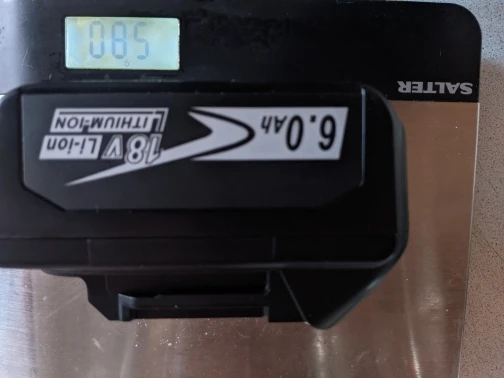 6.0Ah
18V Li-ion
LITHIUM-ION
SALTER
580